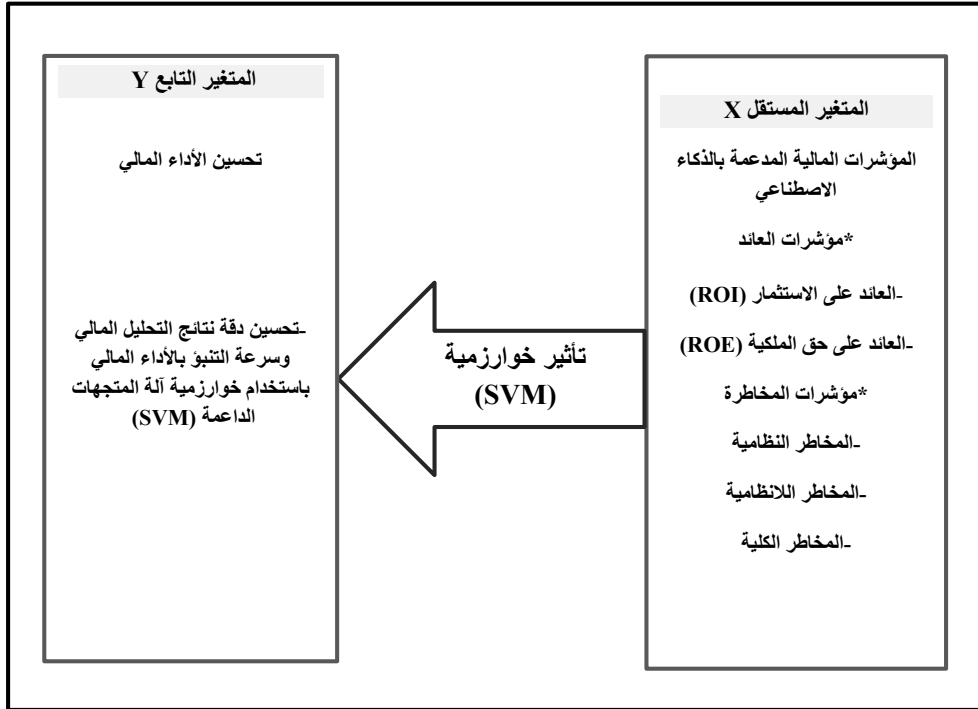 المتغير المستقل X
المؤشرات المالية المدعمة بالذكاء
الاصطناعي
*مؤشرات العائد
-العائد على الاستثمار (ROI)
-العائد على حق الملكية (ROE)
*مؤشرات المخاطرة
-المخاطر النظامية
-المخاطر اللانظامية
-المخاطر الكلية
تأثير خوارزمية
(SVM)
المتغير التابع Y
تحسين الأداء المالي
-تحسين دقة نتائج التحليل المالي
وسرعة التنبؤ بالأداء المالي
باستخدام خوارزمية آلة المتجهات
الداعمة (SVM)